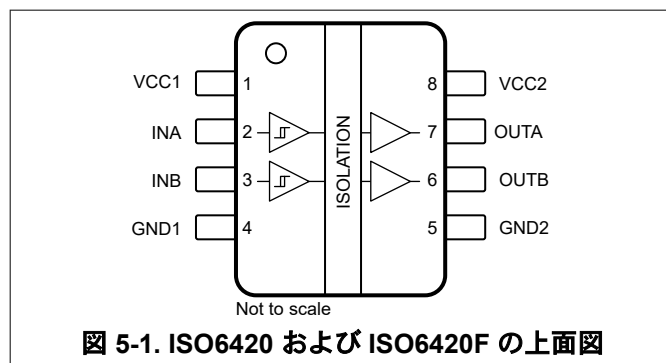 VCC1 1 8 VCC2
INA 2 7 OUTA
INB 3 6 OUTB
GND1 4 5 GND2
ISOLATION
Not to scale
図 5-1. ISO6420 および ISO6420F の上面図